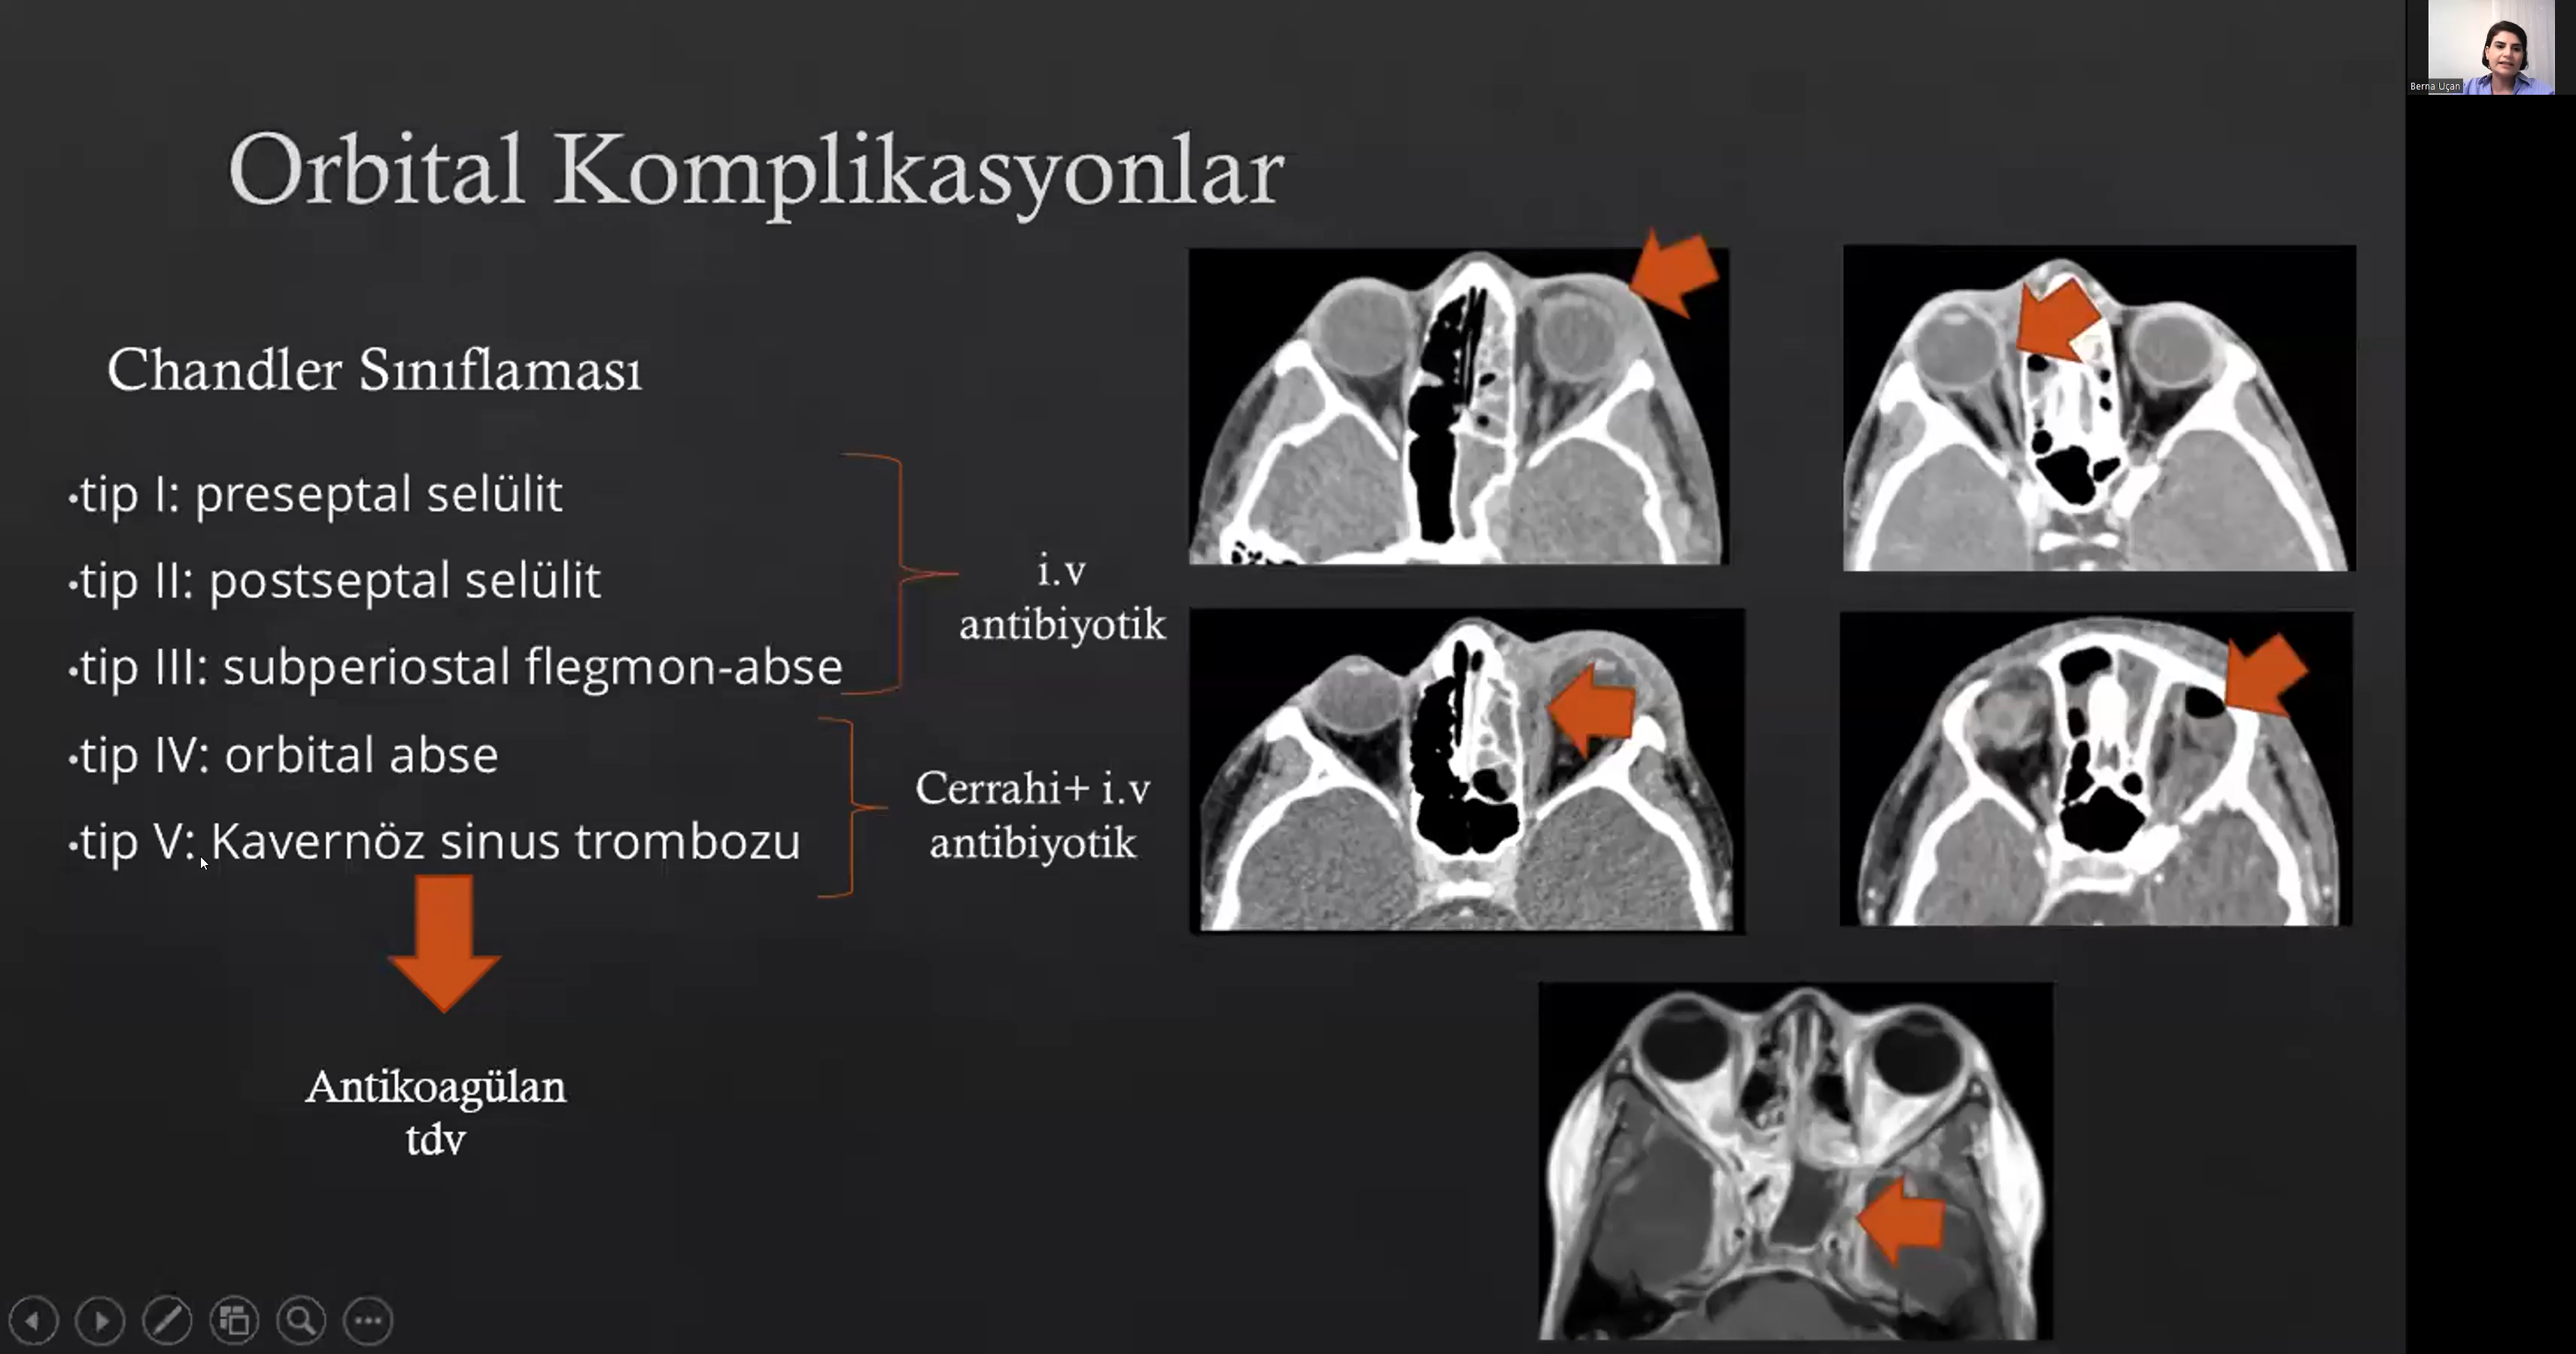 Berna Uçan
Orbital Komplikasyonlar
Chandler Sınıflaması
•tip I: preseptal selülit
•tip II: postseptal selülit
•tip III: subperiostal flegmon-abse
•tip IV: orbital abse
•tip V: Kavernöz sinus trombozu
i.v
antibiyotik
Cerrahi+ i.v
antibiyotik
Antikoagülan
tdv